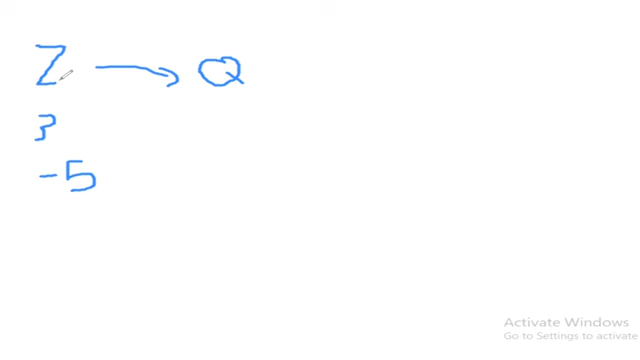 Z → Q
3
-5
Activate Windows
Go to Settings to activate